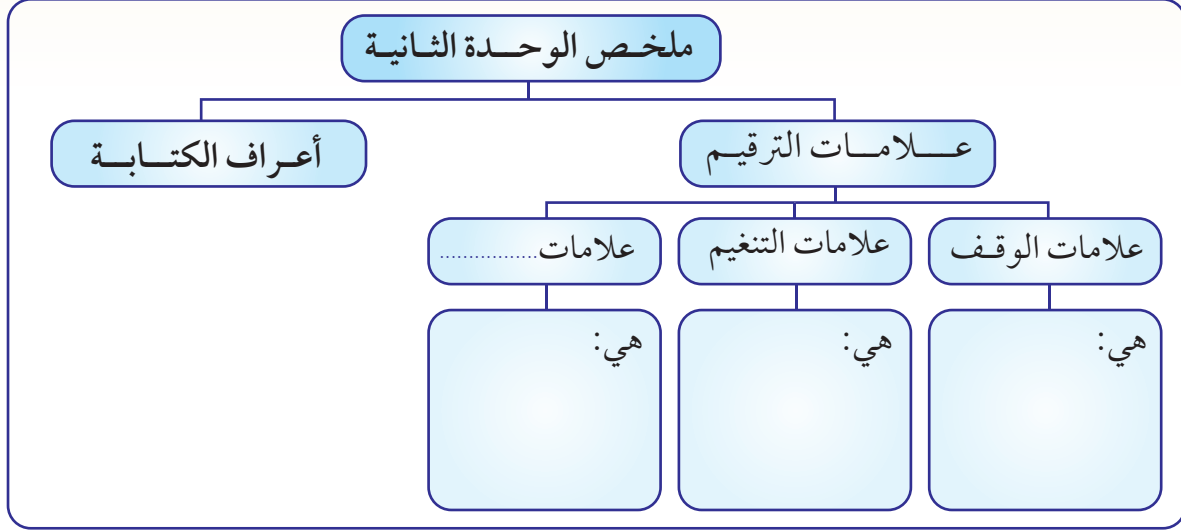 ملخص الوحدة الثانية
علامات الترقيم
أعراف الكتابة
علامات الوقف
علامات التنغيم
علامات.................
هي:
هي:
هي: